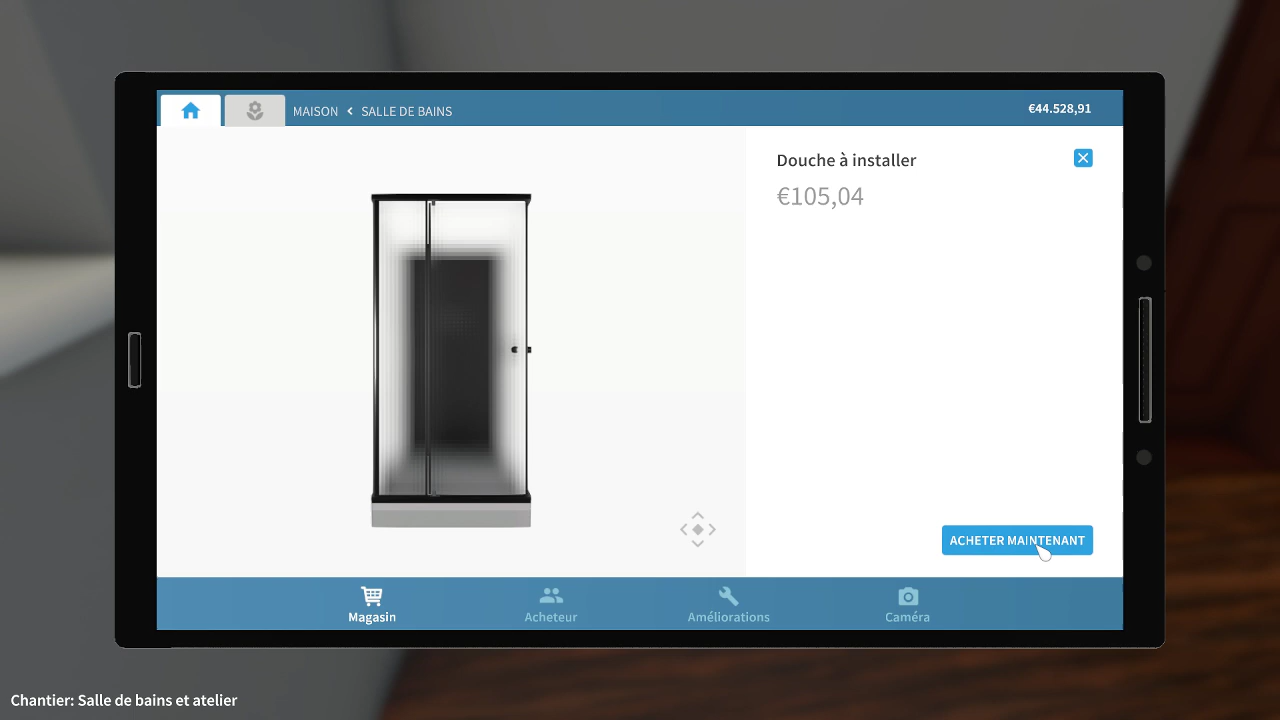 MAISON < SALLE DE BAINS
€44.528,91
Douche à installer
€105,04
ACHETER MAINTENANT
Magasin
Acheteur
Améliorations
Caméra
Chantier: Salle de bains et atelier